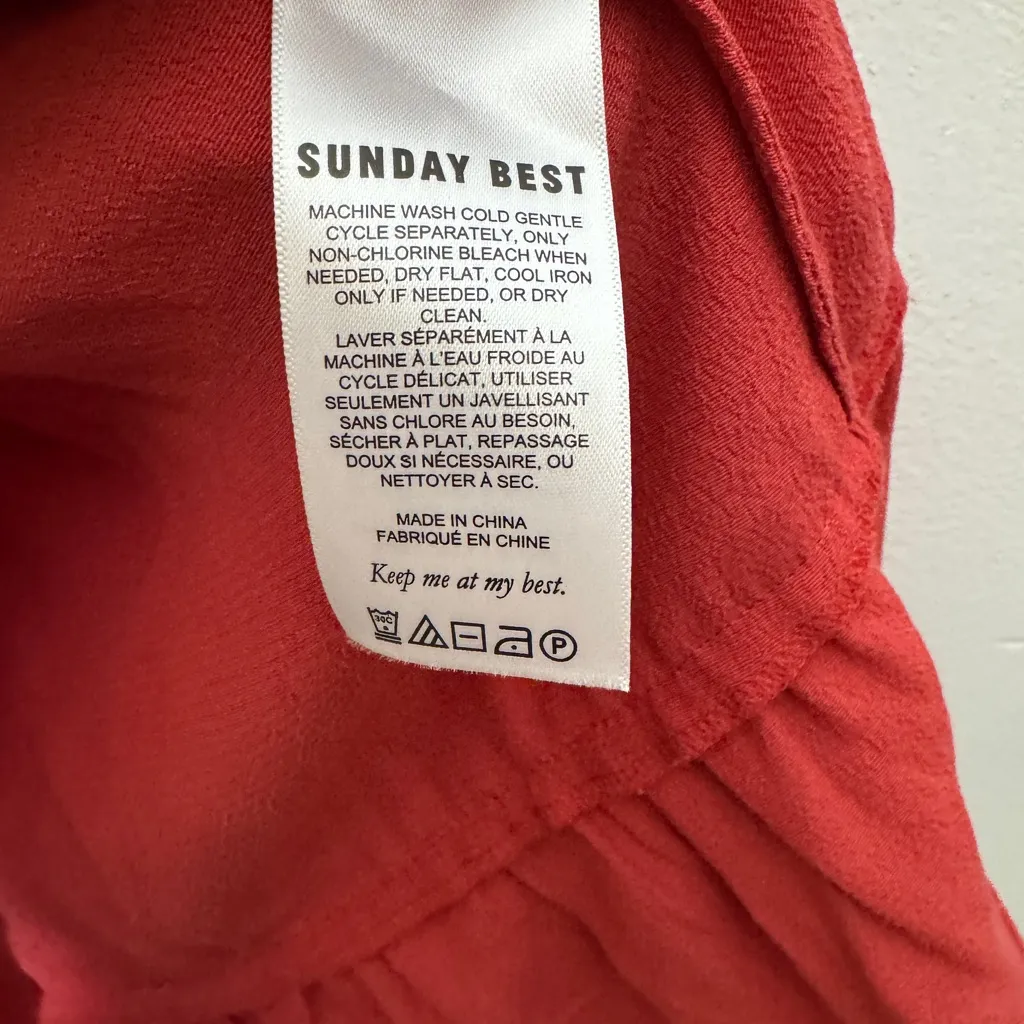 SUNDAY BEST
MACHINE WASH COLD GENTLE
CYCLE SEPARATELY, ONLY
NON-CHLORINE BLEACH WHEN
NEEDED, DRY FLAT, COOL IRON
ONLY IF NEEDED, OR DRY
CLEAN.
LAVER SÉPARÉMENT À LA
MACHINE À L'EAU FROIDE AU
CYCLE DÉLICAT, UTILISER
SEULEMENT UN JAVELLISANT
SANS CHLORE AU BESOIN,
SÉCHER À PLAT, REPASSAGE
DOUX SI NÉCESSAIRE, OU
NETTOYER À SEC.
MADE IN CHINA
FABRIQUÉ EN CHINE
Keep me at my best.
30C P